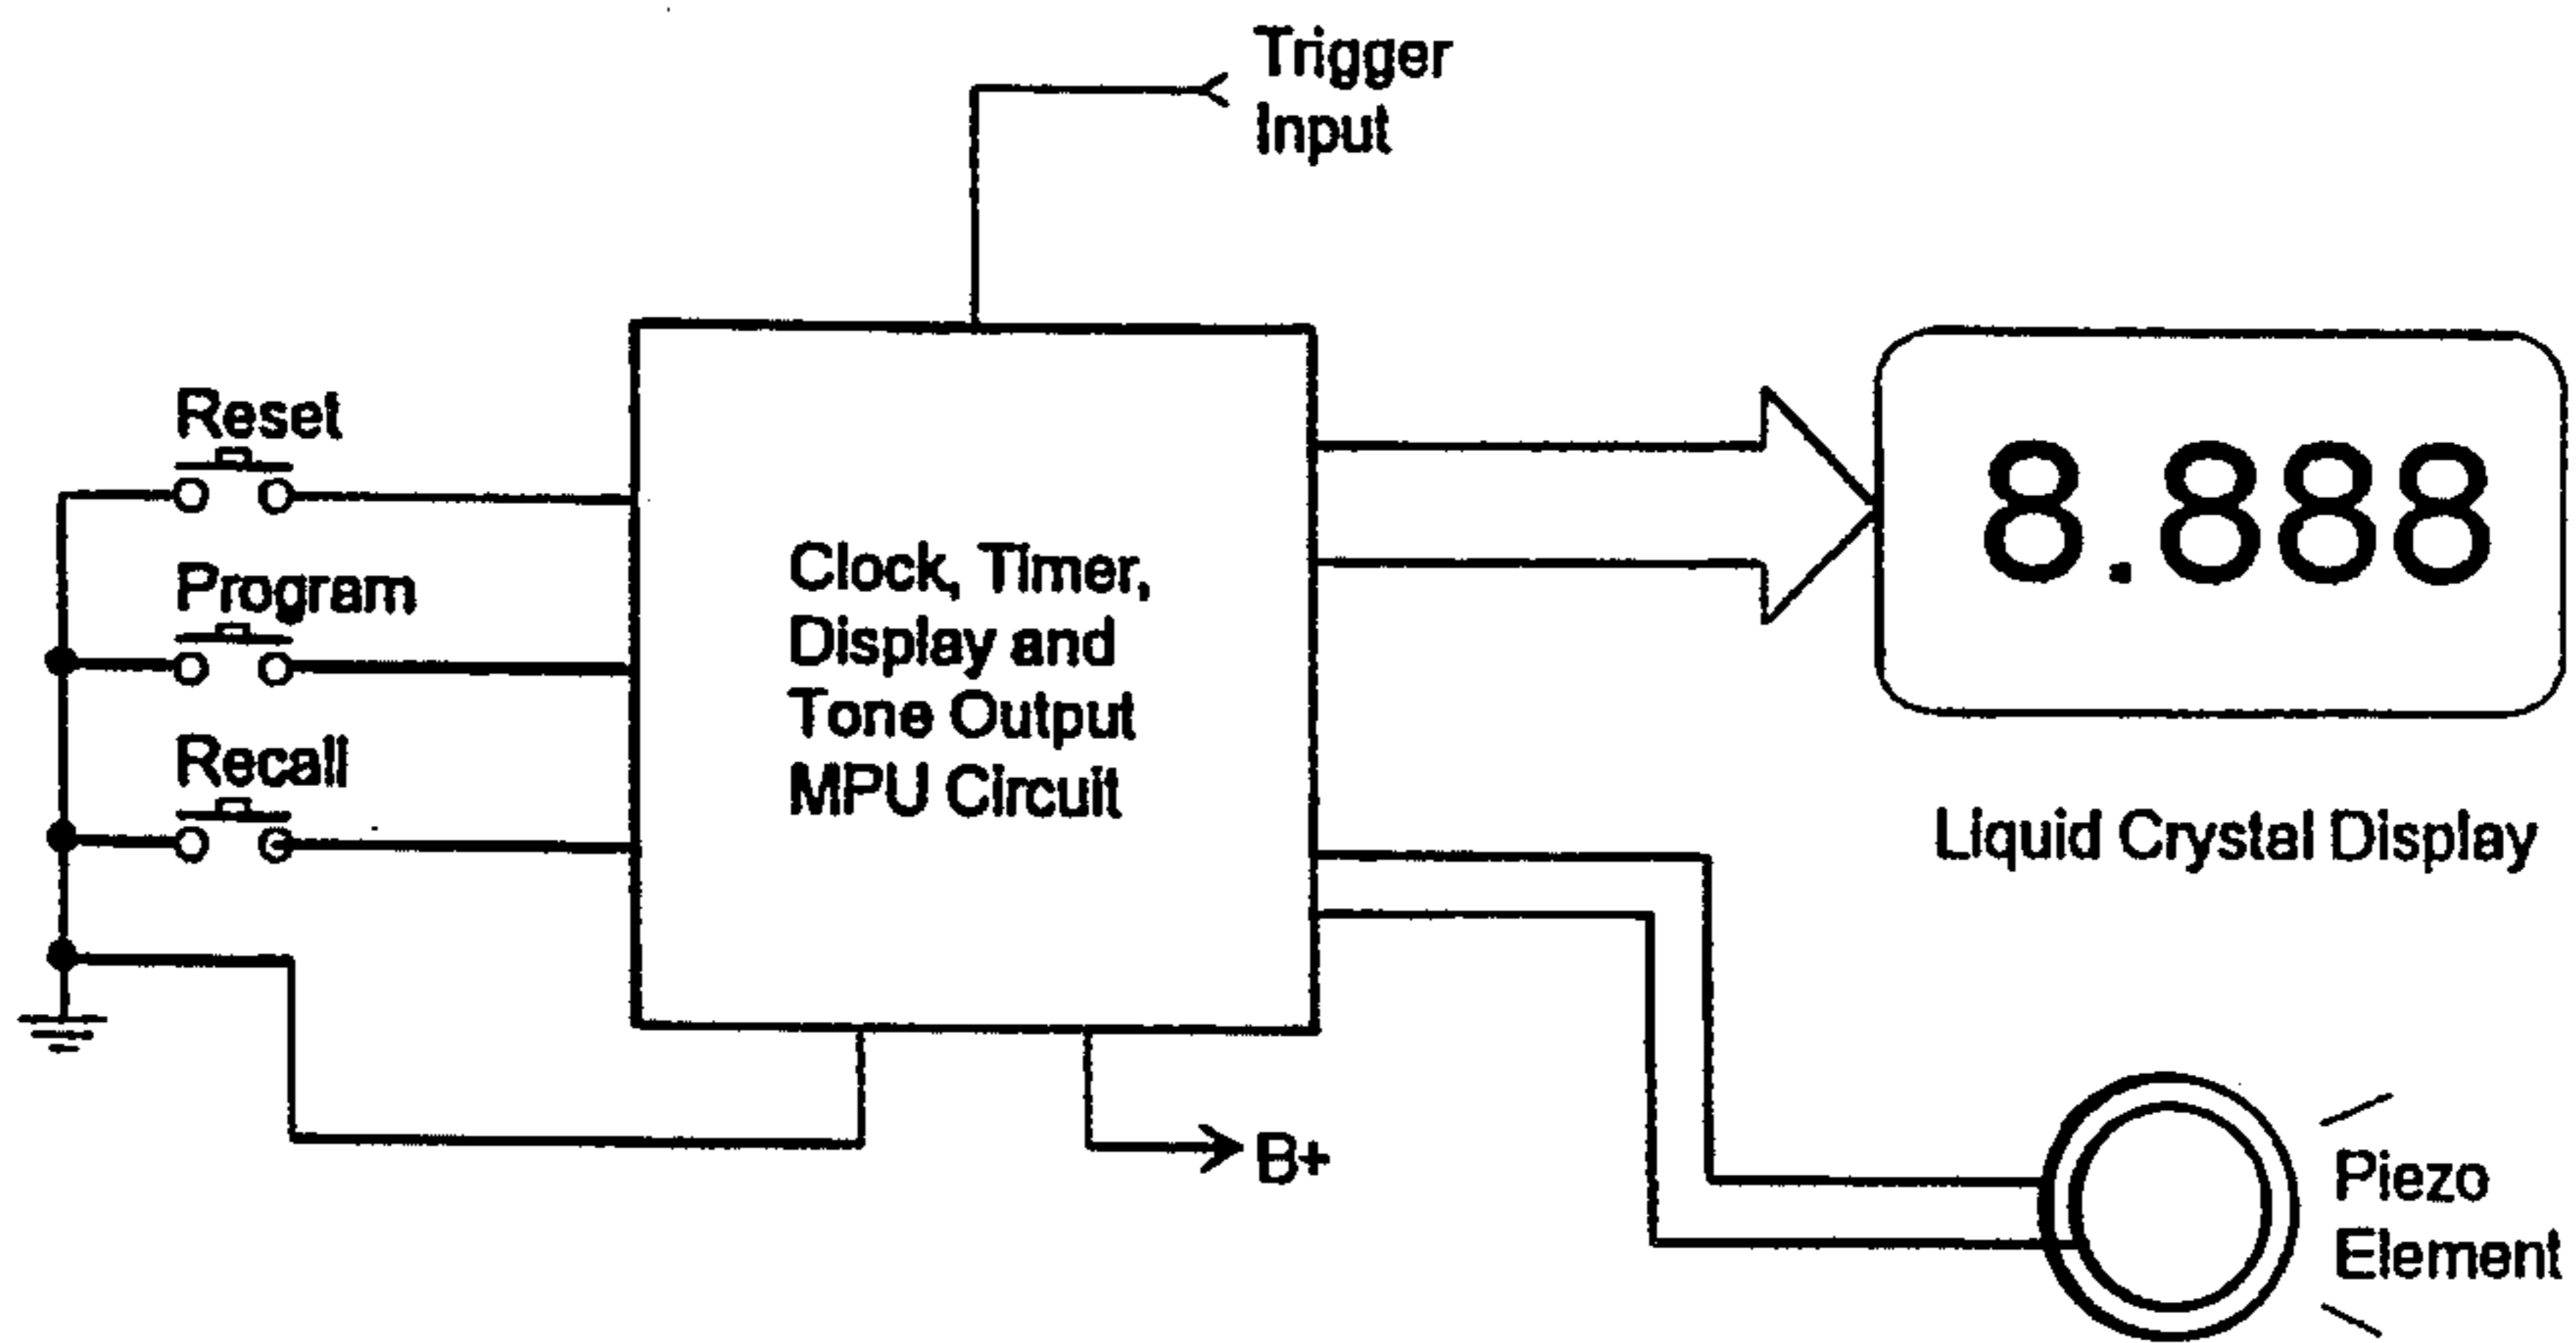 Trigger
Input
Reset
Program
Recall
Clock, Timer,
Display and
Tone Output
MPU Circuit
8.888
Liquid Crystal Display
B+
Piezo
Element